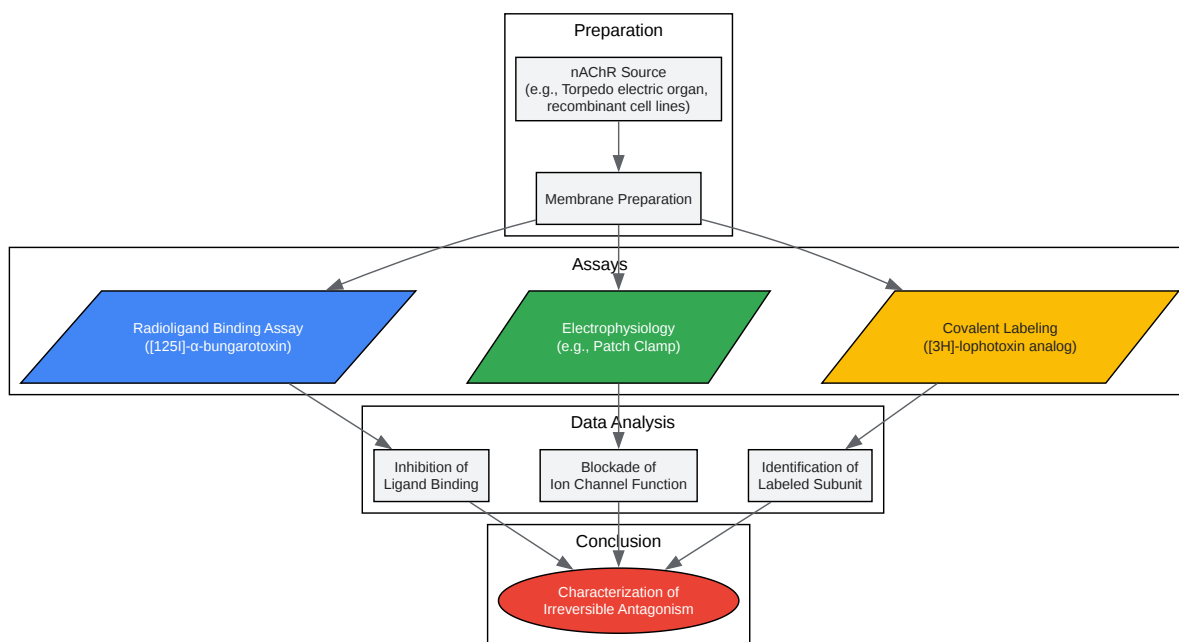 Preparation
nAChR Source
(e.g., Torpedo electric organ,
recombinant cell lines)
Membrane Preparation
Assays
Radioligand Binding Assay
([125I]-α-bungarotoxin)
Electrophysiology
(e.g., Patch Clamp)
Covalent Labeling
([3H]-lophotoxin analog)
Data Analysis
Inhibition of
Ligand Binding
Blockade of
Ion Channel Function
Identification of
Labeled Subunit
Conclusion
Characterization of
Irreversible Antagonism